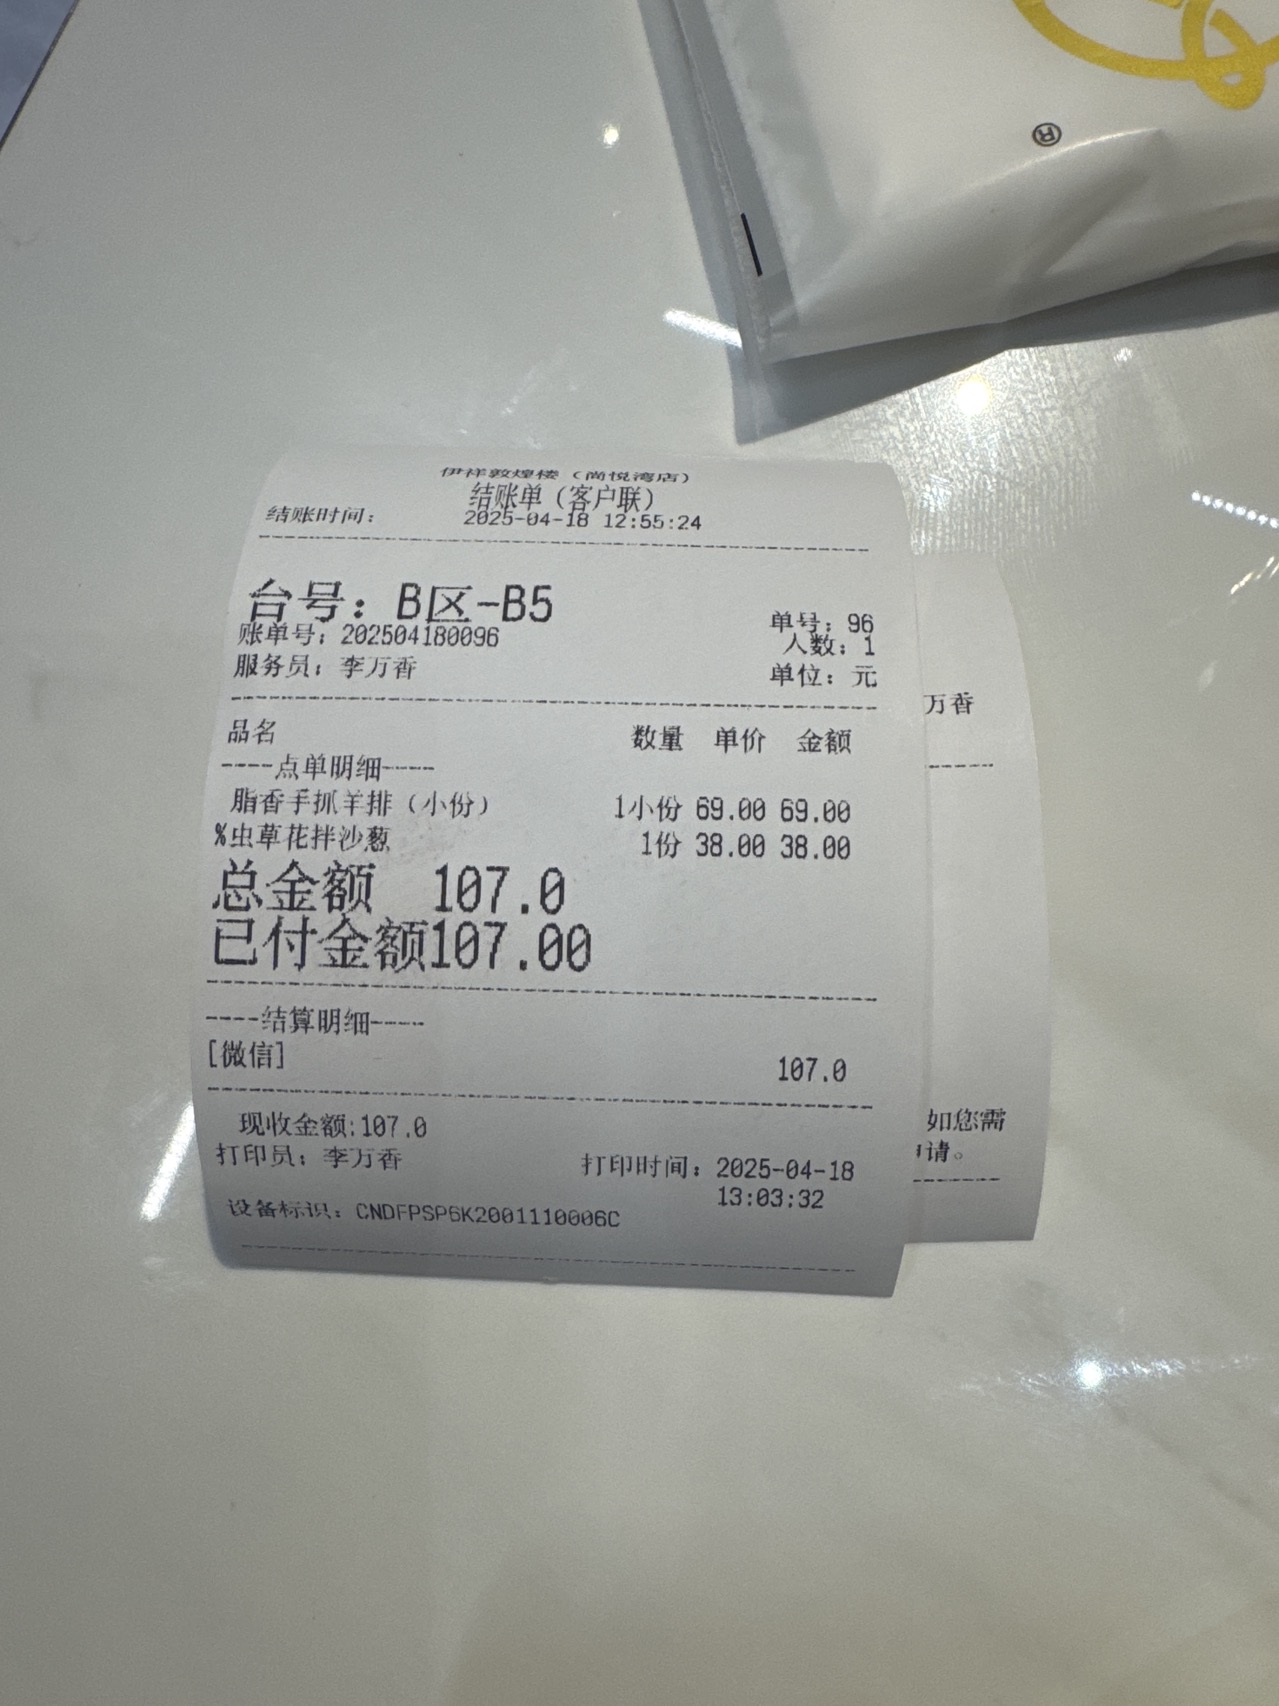 ®
伊祥敦煌楼（尚悦湾店）
结账单（客户联）
结账时间： 2025-04-18 12:55:24
台号：B区-B5
单号：96
账单号：202504180096
人数：1
服务员：李万香
单位：元
品名 数量 单价 金额
----点单明细----
脂香手抓羊排（小份） 1小份 69.00 69.00
%虫草花拌沙葱 1份 38.00 38.00
总金额 107.0
已付金额107.00
----结算明细----
[微信] 107.0
现收金额:107.0
打印员：李万香 打印时间：2025-04-18
13:03:32
设备标识：CNDFPSP6K2001110006C
万香
如您需
请。